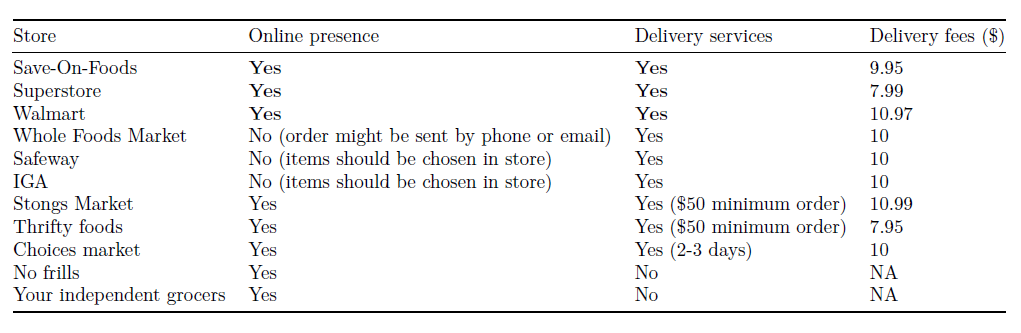 Store Online presence Delivery services Delivery fees ($)
Save-On-Foods Yes Yes 9.95
Superstore Yes Yes 7.99
Walmart Yes Yes 10.97
Whole Foods Market No (order might be sent by phone or email) Yes 10
Safeway No (items should be chosen in store) Yes 10
IGA No (items should be chosen in store) Yes 10
Stongs Market Yes Yes ($50 minimum order) 10.99
Thrifty foods Yes Yes ($50 minimum order) 7.95
Choices market Yes Yes (2-3 days) 10
No frills Yes No NA
Your independent grocers Yes No NA